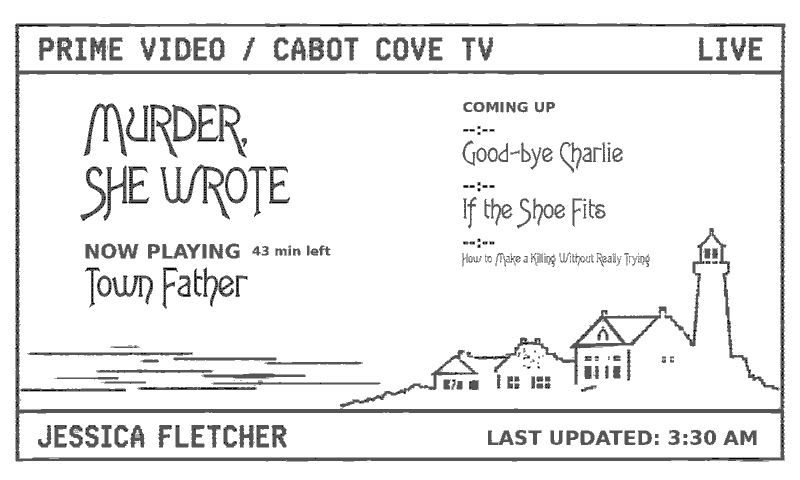 PRIME VIDEO / CABOT COVE TV
LIVE
MURDER,
SHE WROTE
NOW PLAYING 43 min left
Town Father
COMING UP
--:--
Good-bye Charlie
--:--
If the Shoe Fits
--:--
How to Make a Killing Without Really Trying
JESSICA FLETCHER
LAST UPDATED: 3:30 AM